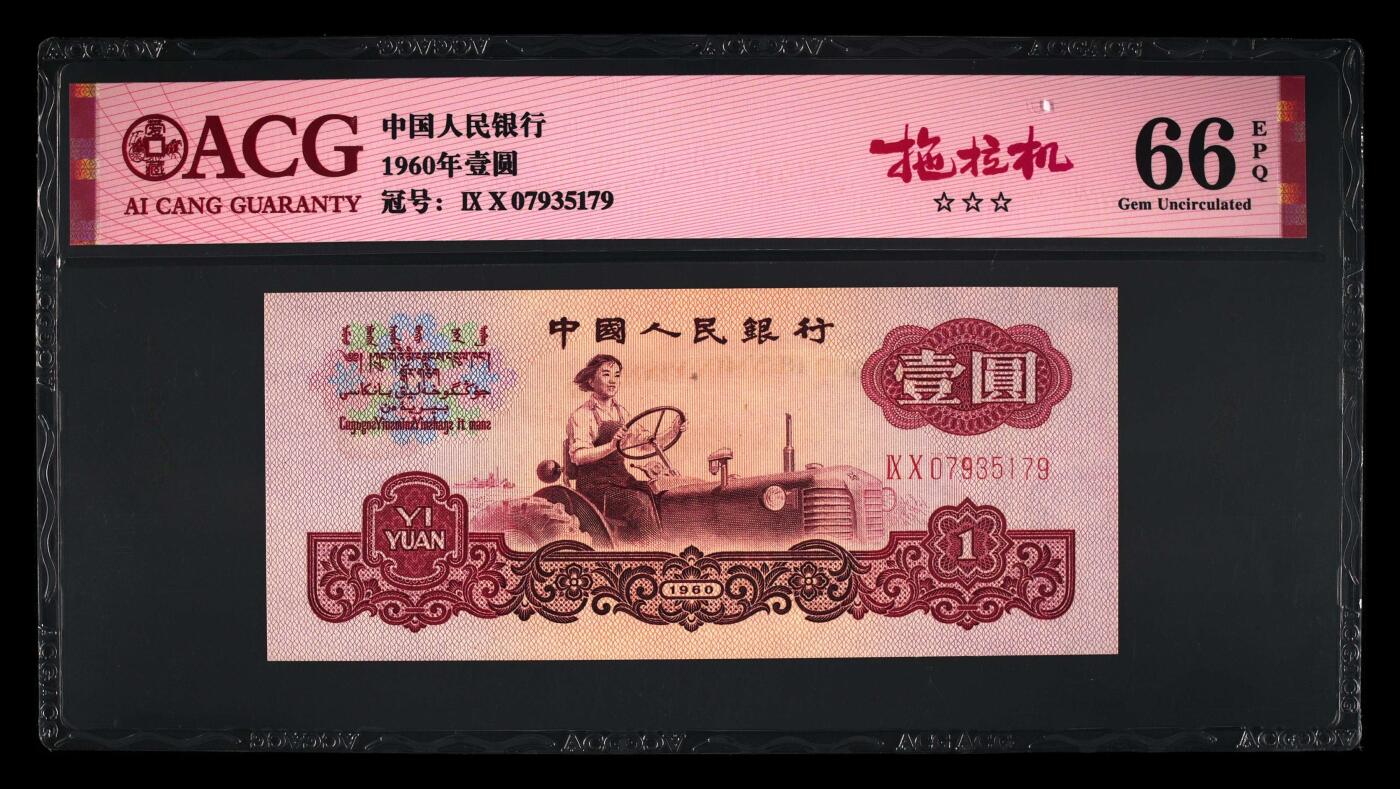 ACG
AI CANG GUARANTY
中国人民银行
1960年壹圆
冠号：Ⅸ Ⅹ 07935179
拖拉机
☆☆☆
66
EPQ
Gem Uncirculated
中國人民銀行
壹圓
ⅨⅩ07935179
YI
YUAN
1960
1